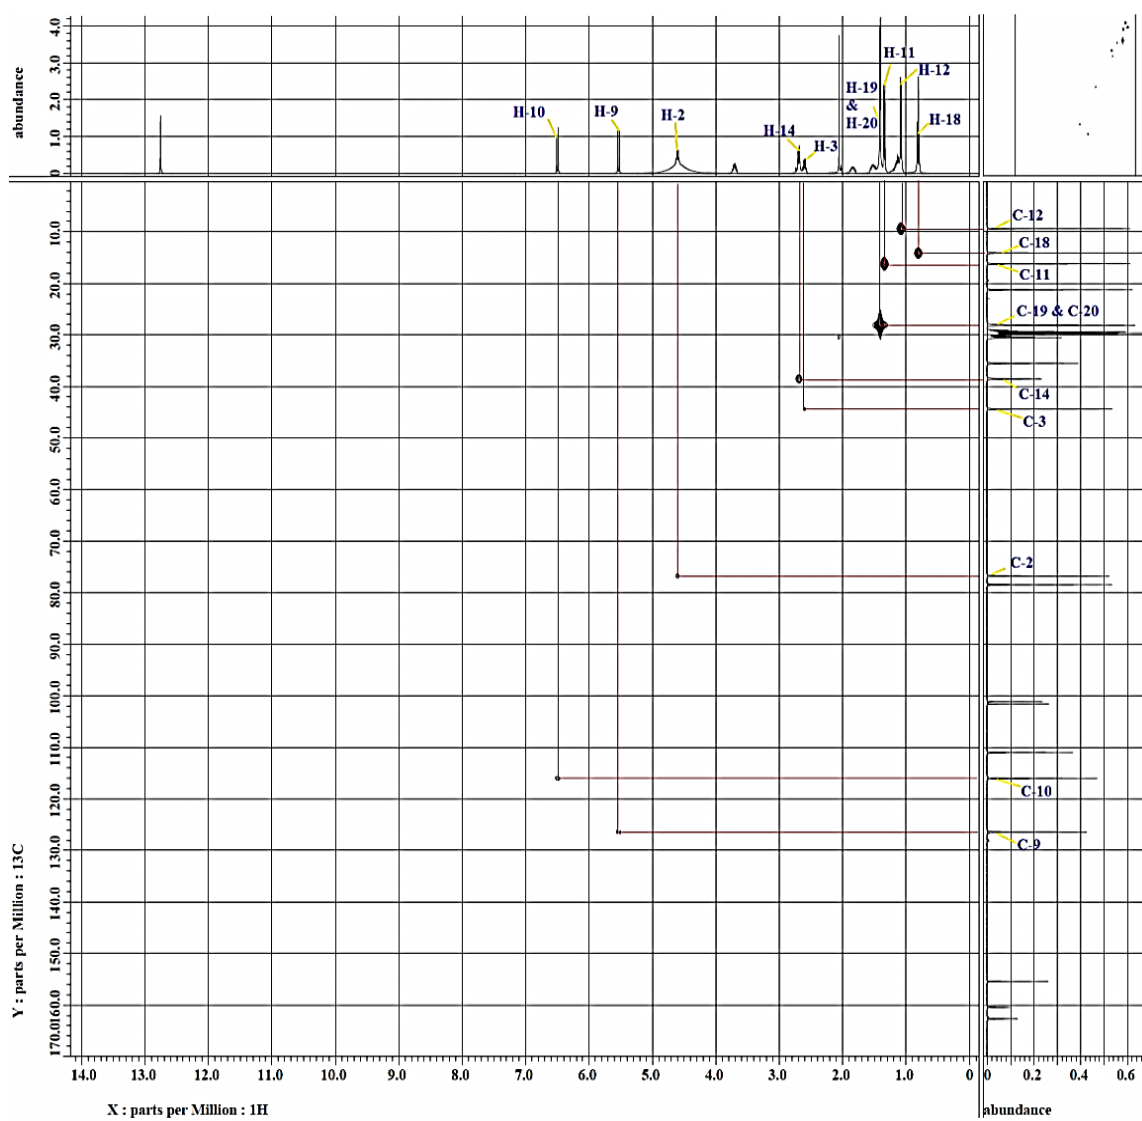 abundance
4.0
3.0
2.0
1.0
0
H-10
H-9
H-2
H-14
H-3
H-19
&
H-20
H-11
H-12
H-18
10.0
20.0
30.0
40.0
50.0
60.0
70.0
80.0
90.0
100.0
110.0
120.0
130.0
140.0
150.0
160.0
170.0
Y : parts per Million : 13C
C-12
C-18
C-11
C-19 & C-20
C-14
C-3
C-2
C-10
C-9
14.0 13.0 12.0 11.0 10.0 9.0 8.0 7.0 6.0 5.0 4.0 3.0 2.0 1.0 0
0 0.2 0.4 0.6
X : parts per Million : 1H
abundance